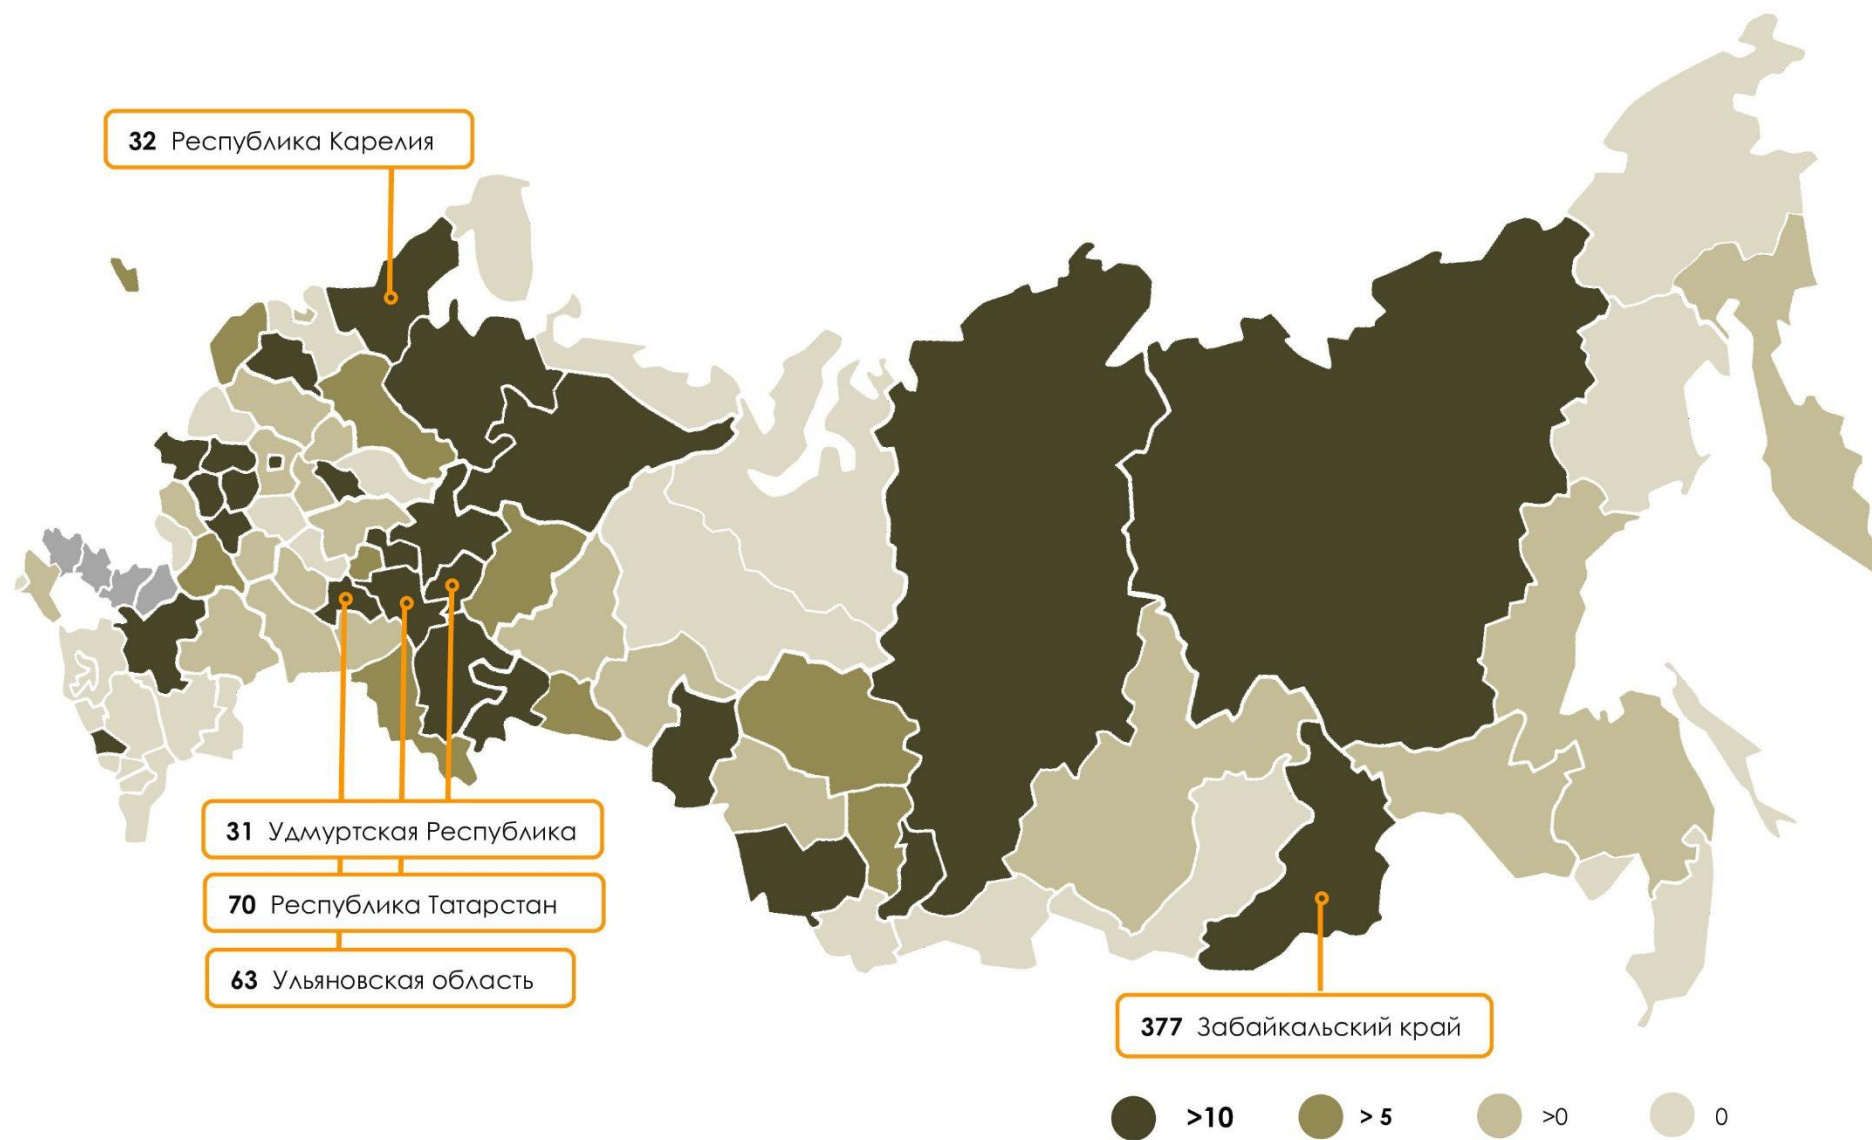 32 Республика Карелия
31 Удмуртская Республика
70 Республика Татарстан
63 Ульяновская область
377 Забайкальский край
>10 > 5 >0 0